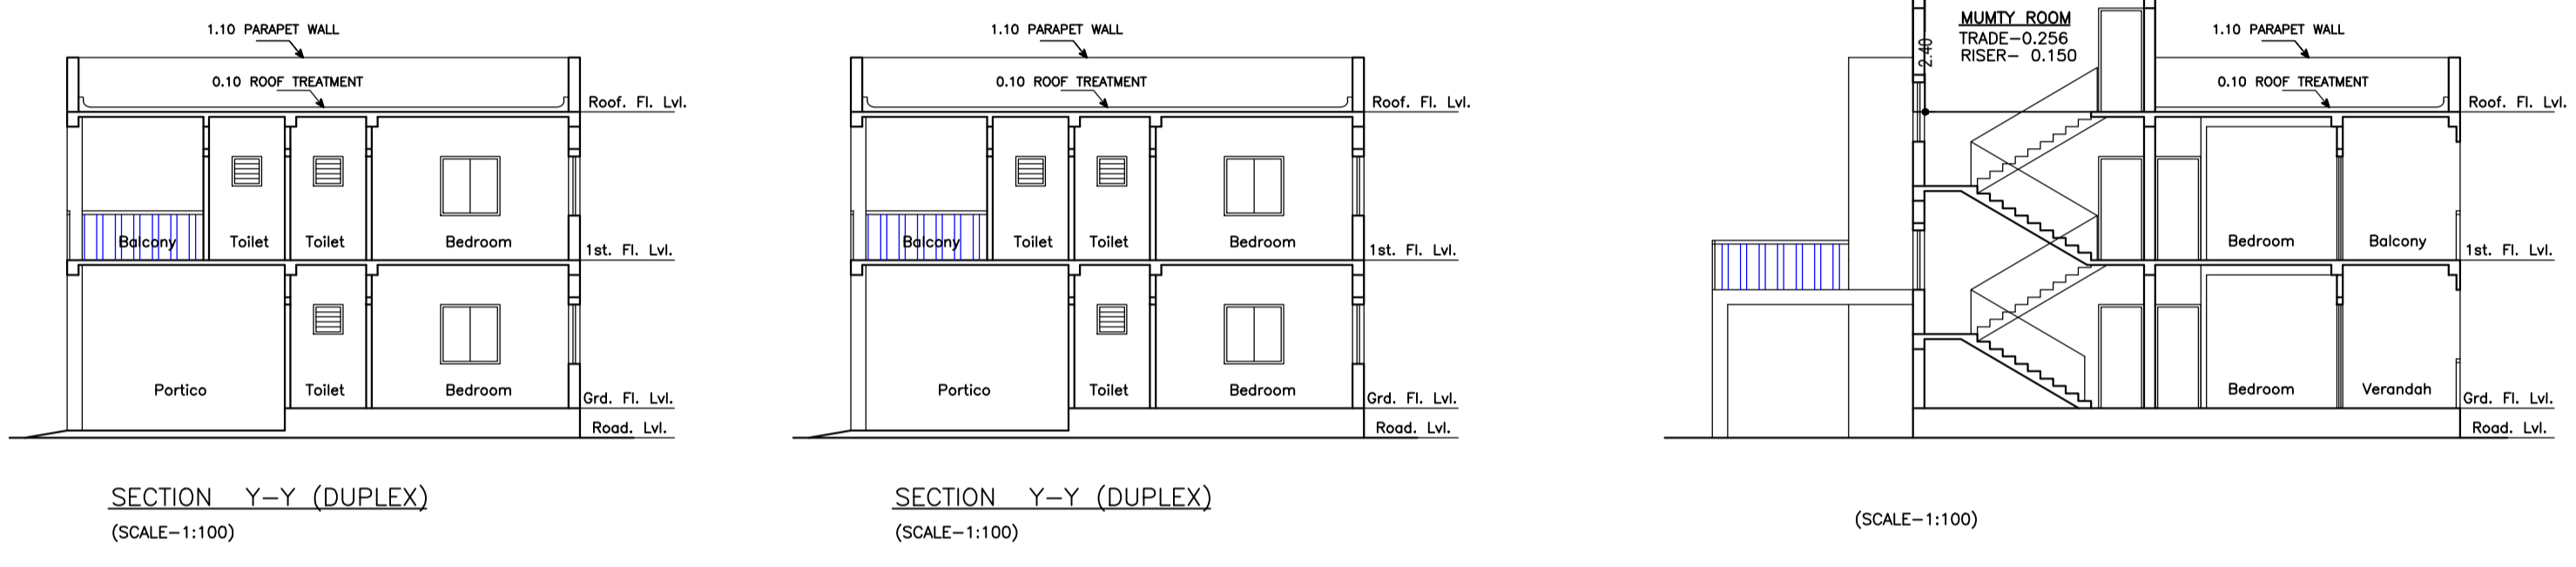 1.10 PARAPET WALL
0.10 ROOF TREATMENT
Roof. Fl. Lvl.
Balcony
Toilet
Toilet
Bedroom
1st. Fl. Lvl.
Portico
Toilet
Bedroom
Grd. Fl. Lvl.
Road. Lvl.
SECTION Y-Y (DUPLEX)
(SCALE-1:100)
1.10 PARAPET WALL
0.10 ROOF TREATMENT
Roof. Fl. Lvl.
Balcony
Toilet
Toilet
Bedroom
1st. Fl. Lvl.
Portico
Toilet
Bedroom
Grd. Fl. Lvl.
Road. Lvl.
SECTION Y-Y (DUPLEX)
(SCALE-1:100)
MUMTY ROOM
TRADE-0.256
RISER- 0.150
2.40
1.10 PARAPET WALL
0.10 ROOF TREATMENT
Roof. Fl. Lvl.
Bedroom
Balcony
1st. Fl. Lvl.
Bedroom
Verandah
Grd. Fl. Lvl.
Road. Lvl.
(SCALE-1:100)